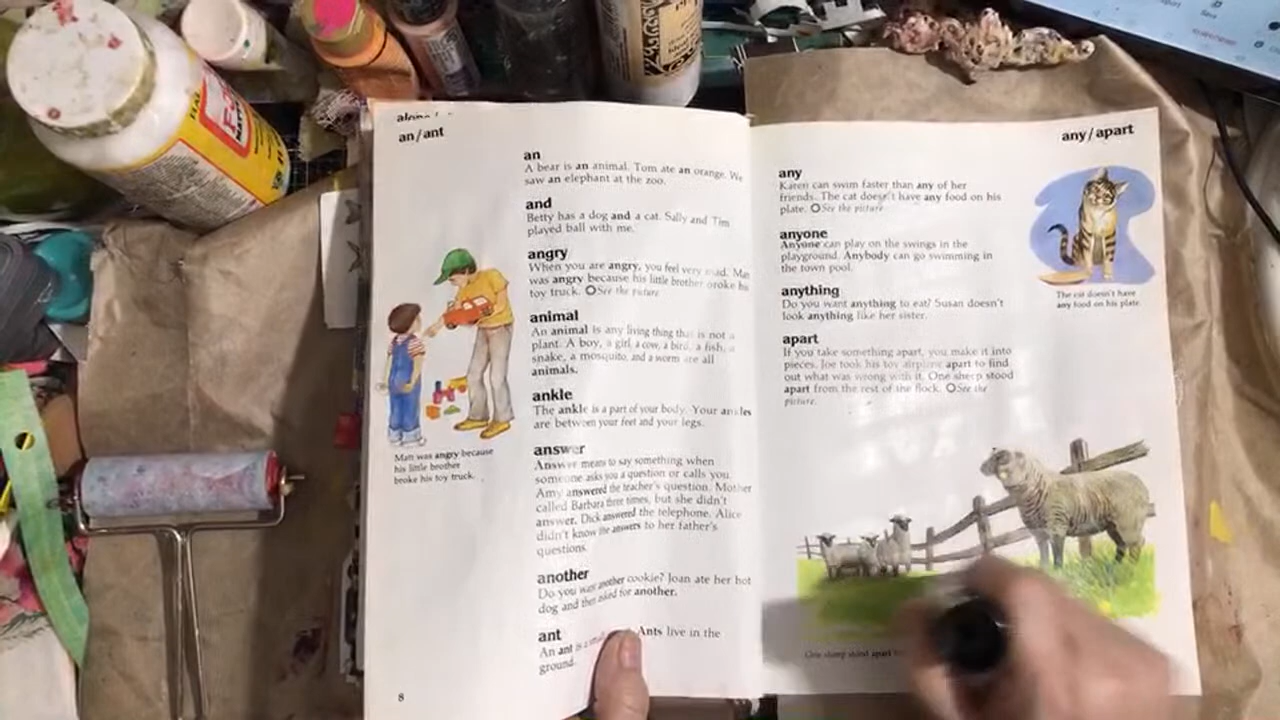 an/ant
an
A bear is an animal. Tom ate an orange. We
saw an elephant at the zoo.
and
Betty has a dog and a cat. Sally and Tim
played ball with me.
angry
When you are angry, you feel very mad. Matt
was angry because his little brother broke his
toy truck. See the picture
animal
An animal is any living thing that is not a
plant. A boy, a girl, a cow, a bird, a fish, a
snake, a mosquito, and a worm are all
animals.
ankle
The ankle is a part of your body. Your ankles
are between your feet and your legs.
answer
Answer means to say something when
someone asks you a question or calls you.
Amy answered the teacher's question. Mother
called Barbara three times, but she didn't
answer. Dick answered the telephone. Alice
didn't know the answers to her father's
questions.
another
Do you want another cookie? Joan ate her hot
dog and then asked for another.
ant
An ant is a Ants live in the
ground.
Matt was angry because
his little brother
broke his toy truck.
8
any/apart
any
Karen can swim faster than any of her
friends. The cat doesn't have any food on his
plate. See the picture
anyone
Anyone can play on the swings in the
playground. Anybody can go swimming in
the town pool.
anything
Do you want anything to eat? Susan doesn't
look anything like her sister.
apart
If you take something apart, you make it into
pieces. Joe took his toy airplane apart to find
out what was wrong with it. One sheep stood
apart from the rest of the flock. See the
picture.
The cat doesn't have
any food on his plate.
One sheep stood apart